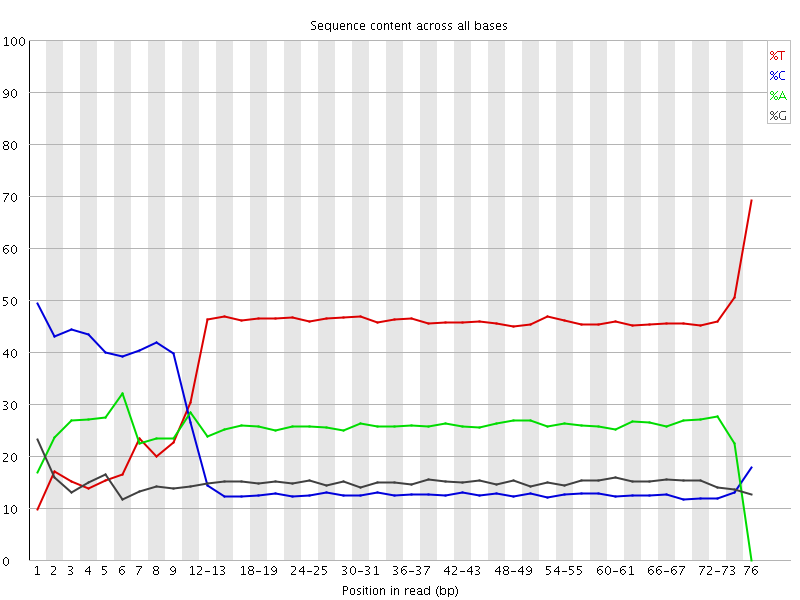 Sequence content across all bases
100
90
80
70
60
50
40
30
20
10
0
%T
%C
%A
%G
1 2 3 4 5 6 7 8 9 12-13 18-19 24-25 30-31 36-37 42-43 48-49 54-55 60-61 66-67 72-73 76
Position in read (bp)